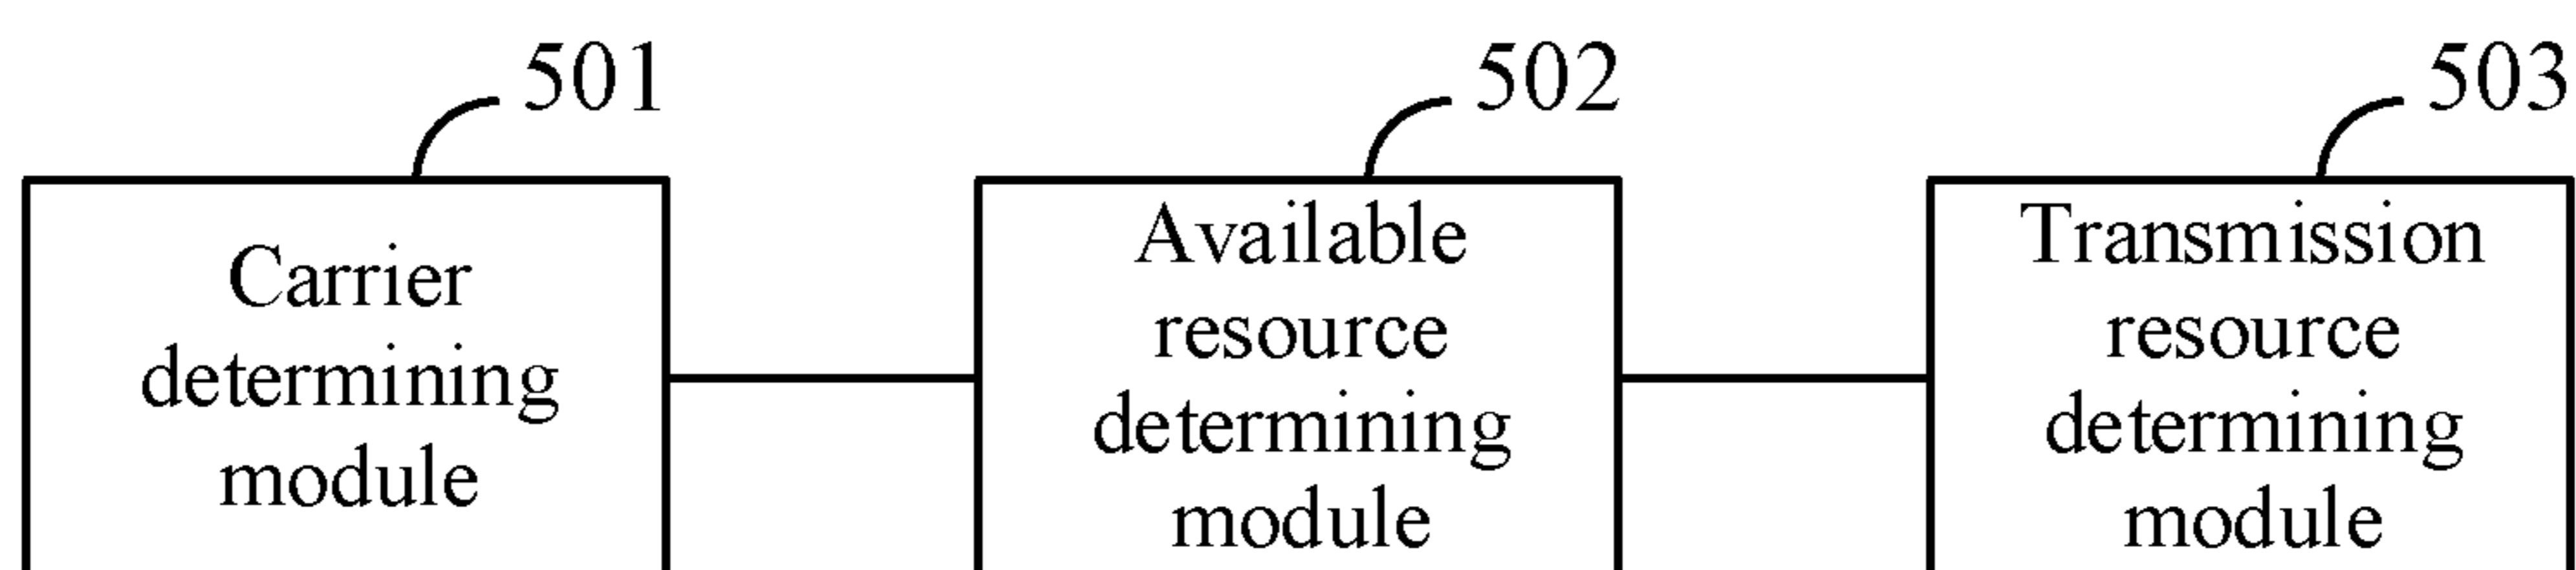 501
502
503
Carrier
determining
module
Available
resource
determining
module
Transmission
resource
determining
module